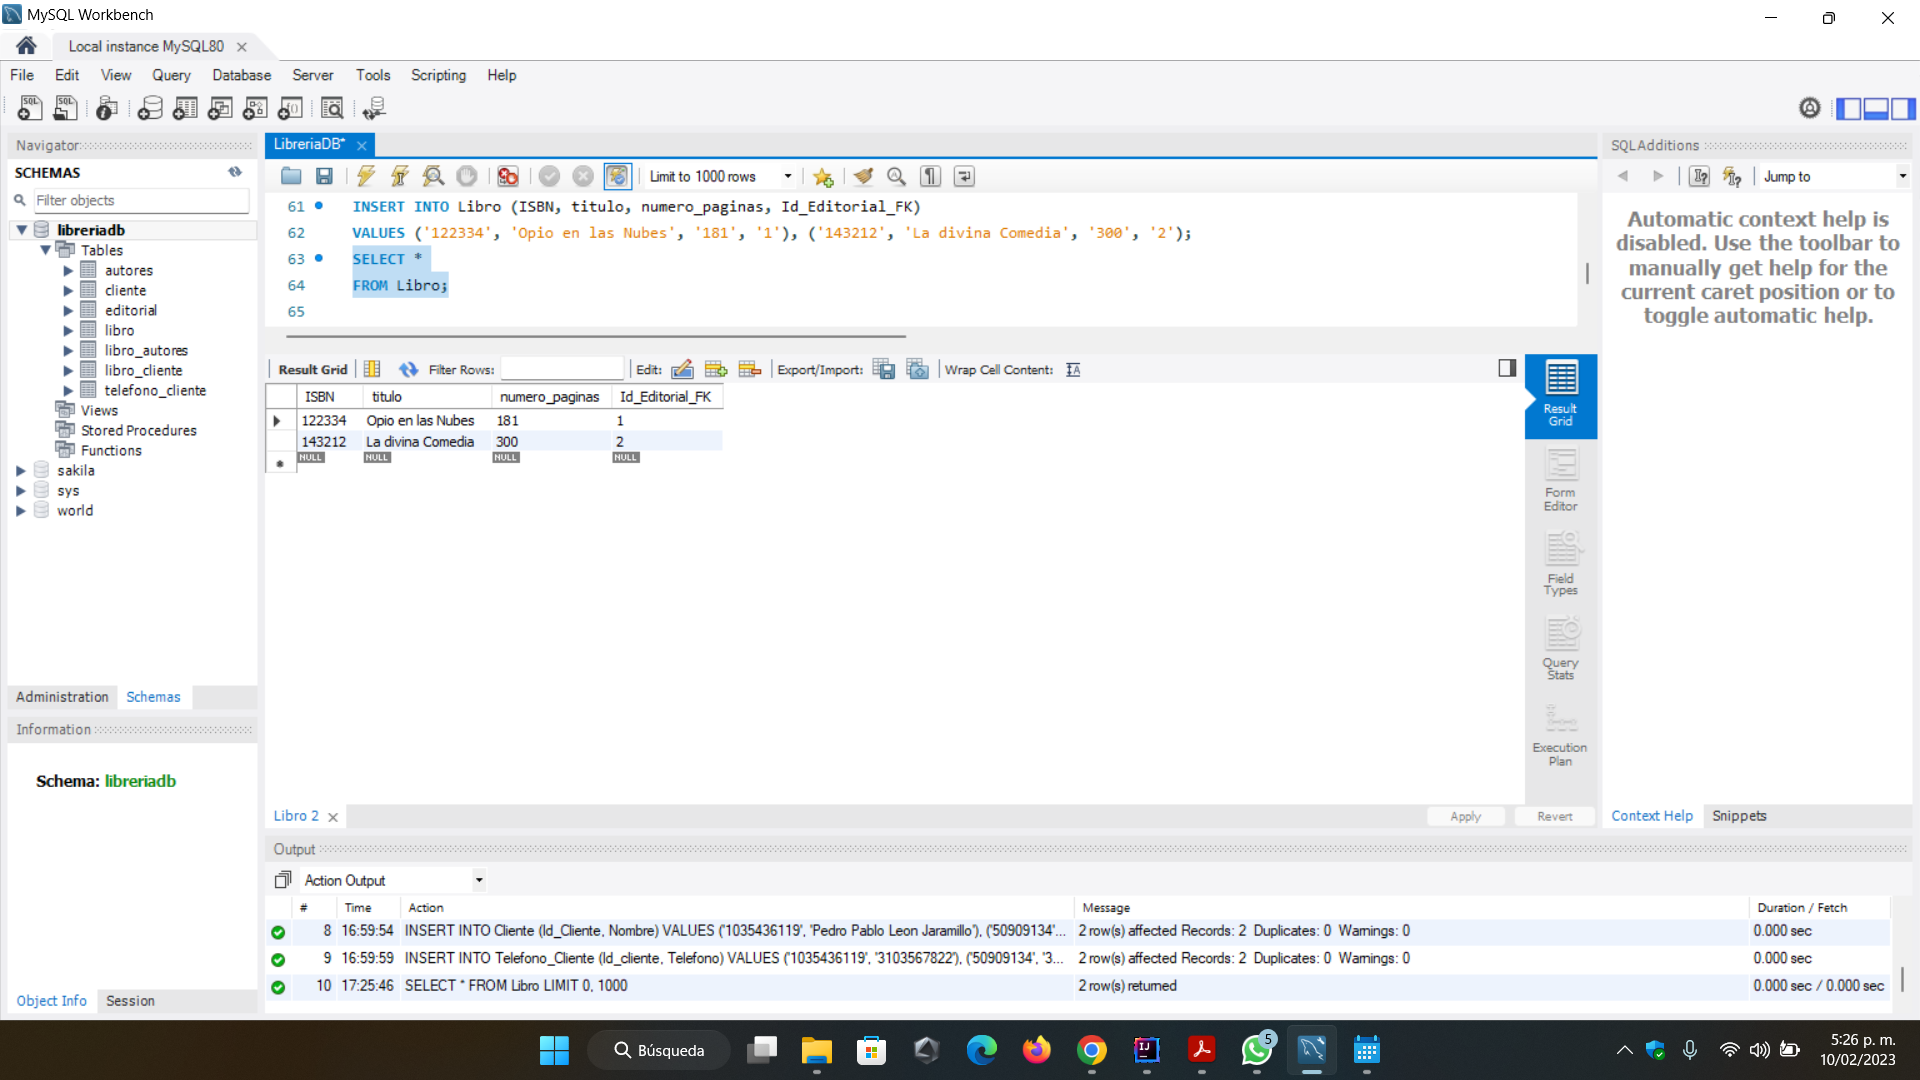 MySQL Workbench
Local instance MySQL80
File Edit View Query Database Server Tools Scripting Help
Navigator
SCHEMAS
Filter objects
libreriadb
Tables
autores
cliente
editorial
libro
libro_autores
libro_cliente
telefono_cliente
Views
Stored Procedures
Functions
sakila
sys
world
Administration Schemas
Information
Schema: libreriadb
Object Info Session
LibreriaDB*
Limit to 1000 rows
61 INSERT INTO Libro (ISBN, titulo, numero_paginas, Id_Editorial_FK)
62 VALUES ('122334', 'Opio en las Nubes', '181', '1'), ('143212', 'La divina Comedia', '300', '2');
63 SELECT *
64 FROM Libro;
65
Result Grid Filter Rows: Edit: Export/Import: Wrap Cell Content:
ISBN titulo numero_paginas Id_Editorial_FK
122334 Opio en las Nubes 181 1
143212 La divina Comedia 300 2
NULL NULL NULL NULL
Result
Grid
Form
Editor
Field
Types
Query
Stats
Execution
Plan
Libro 2
Apply Revert
SQLAdditions
Jump to
Automatic context help is
disabled. Use the toolbar to
manually get help for the
current caret position or to
toggle automatic help.
Context Help Snippets
Output
Action Output
# Time Action Message Duration / Fetch
8 16:59:54 INSERT INTO Cliente (Id_Cliente, Nombre) VALUES ('1035436119', 'Pedro Pablo Leon Jaramillo'), ('50909134'... 2 row(s) affected Records: 2 Duplicates: 0 Warnings: 0 0.000 sec
9 16:59:59 INSERT INTO Telefono_Cliente (Id_cliente, Telefono) VALUES ('1035436119', '3103567822'), ('50909134', '3... 2 row(s) affected Records: 2 Duplicates: 0 Warnings: 0 0.000 sec
10 17:25:46 SELECT * FROM Libro LIMIT 0, 1000 2 row(s) returned 0.000 sec / 0.000 sec
Búsqueda
5
5:26 p. m.
10/02/2023